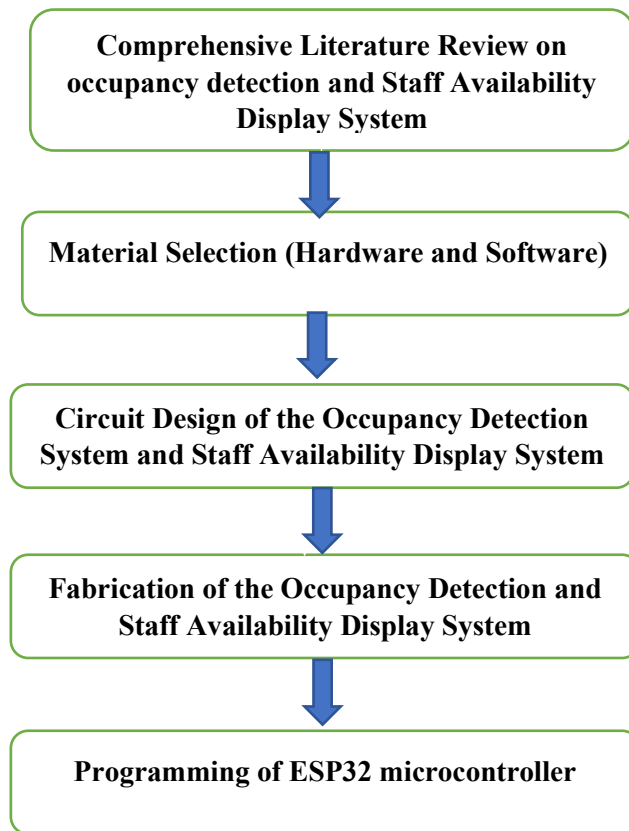 Comprehensive Literature Review on
occupancy detection and Staff Availability
Display System
Material Selection (Hardware and Software)
Circuit Design of the Occupancy Detection
System and Staff Availability Display System
Fabrication of the Occupancy Detection and
Staff Availability Display System
Programming of ESP32 microcontroller